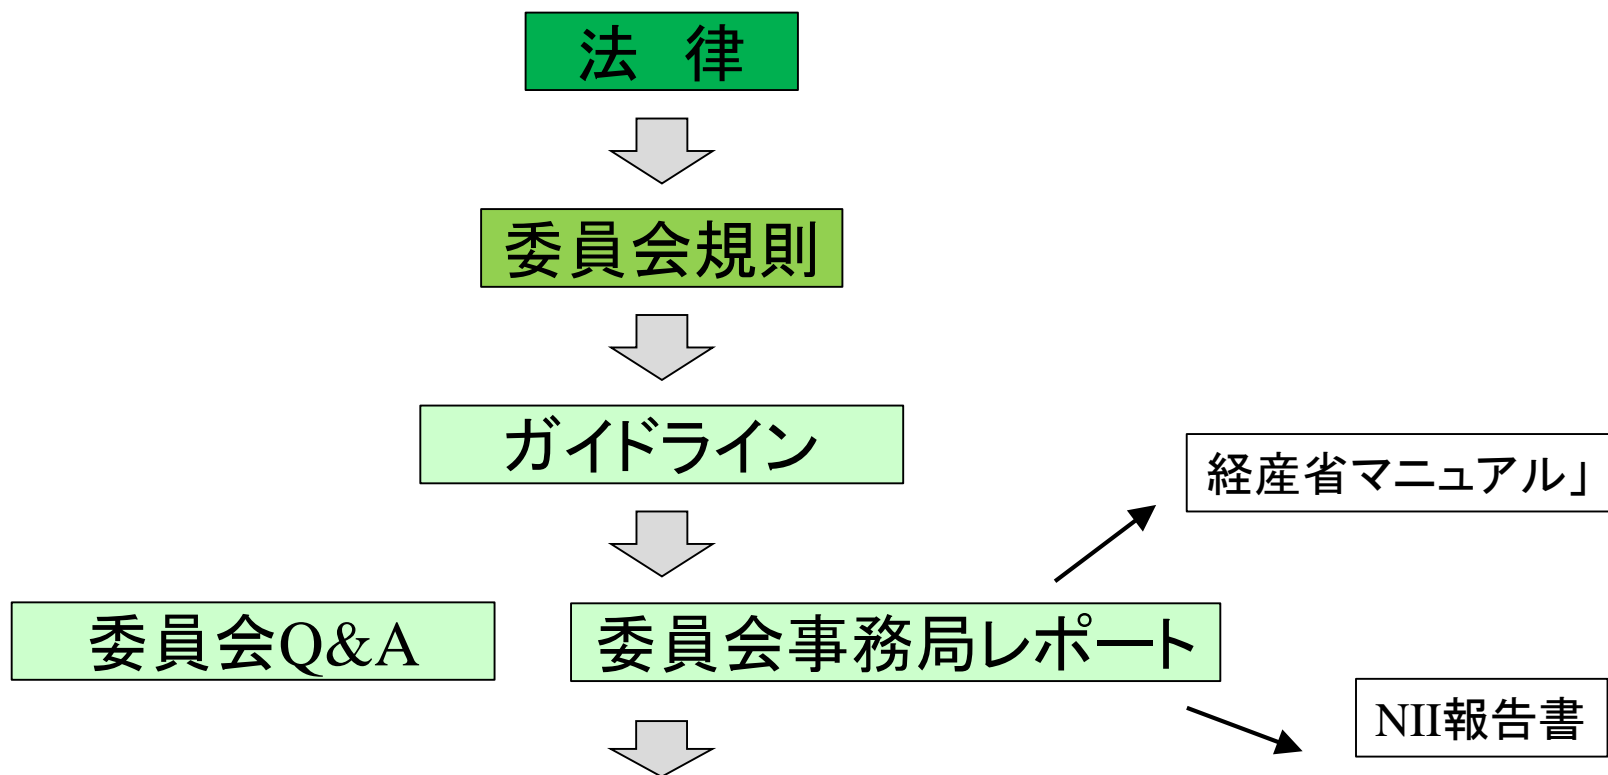 法　律
委員会規則
ガイドライン
経産省マニュアル」
委員会Q&A
委員会事務局レポート
NII報告書